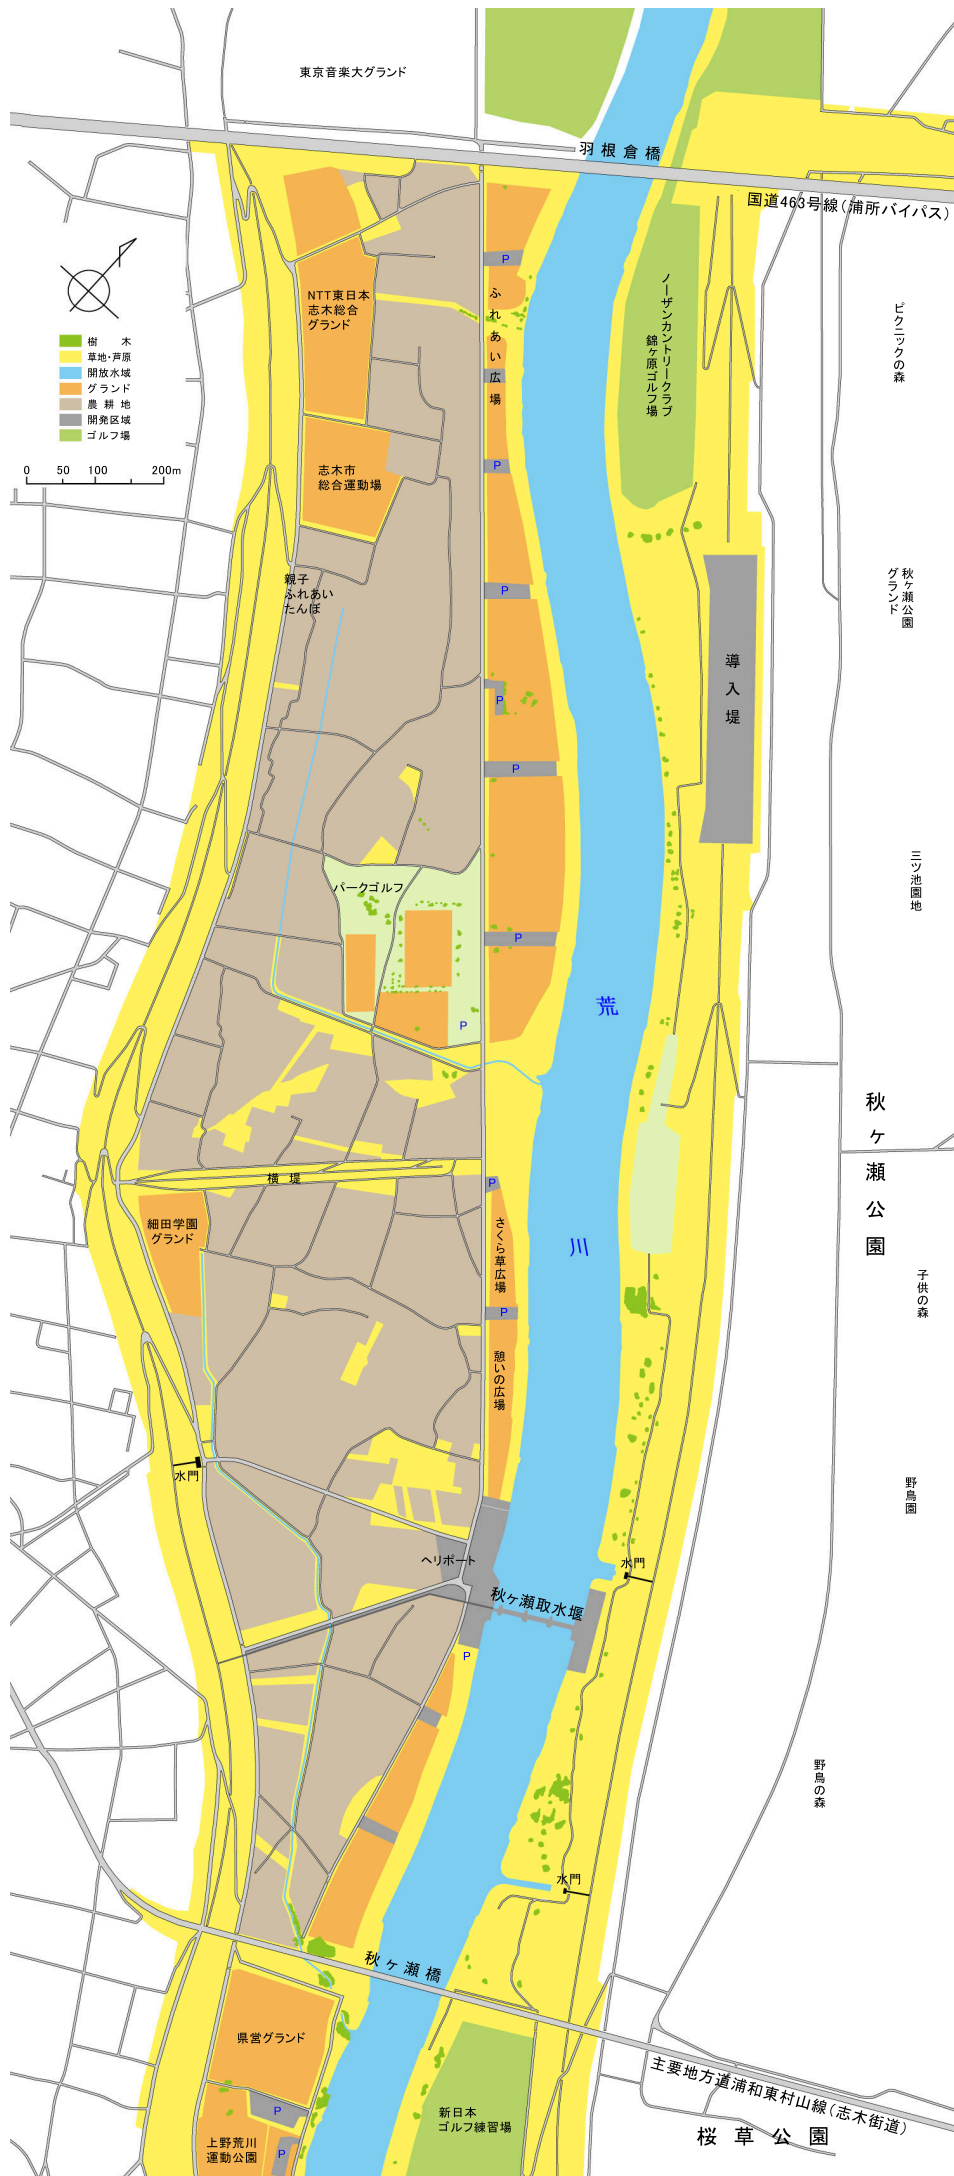 東京音楽大グランド
羽根倉橋
国道463号線(浦所バイパス)
P
NTT東日本
志木総合
グランド
ふれあい広場
ノーザンカントリークラブ
錦ヶ原ゴルフ場
ピクニックの森
樹 木
草地・芦原
開放水域
グランド
農 耕 地
開発区域
ゴルフ場
0 50 100 200m
P
P
志木市
総合運動場
親子
ふれあい
たんぼ
P
秋ヶ瀬公園
グランド
導入堤
P
P
三ツ池園地
パークゴルフ
P
荒
P
秋ヶ瀬公園
横 堤
P
細田学園
グランド
さくら草広場
川
子供の森
P
憩いの広場
水門
野鳥園
ヘリポート
水門
秋ヶ瀬取水堰
P
野鳥の森
水門
秋ヶ瀬橋
県営グランド
主要地方道浦和東村山線(志木街道)
P
新日本
ゴルフ練習場
桜草公園
上野荒川
運動公園
P